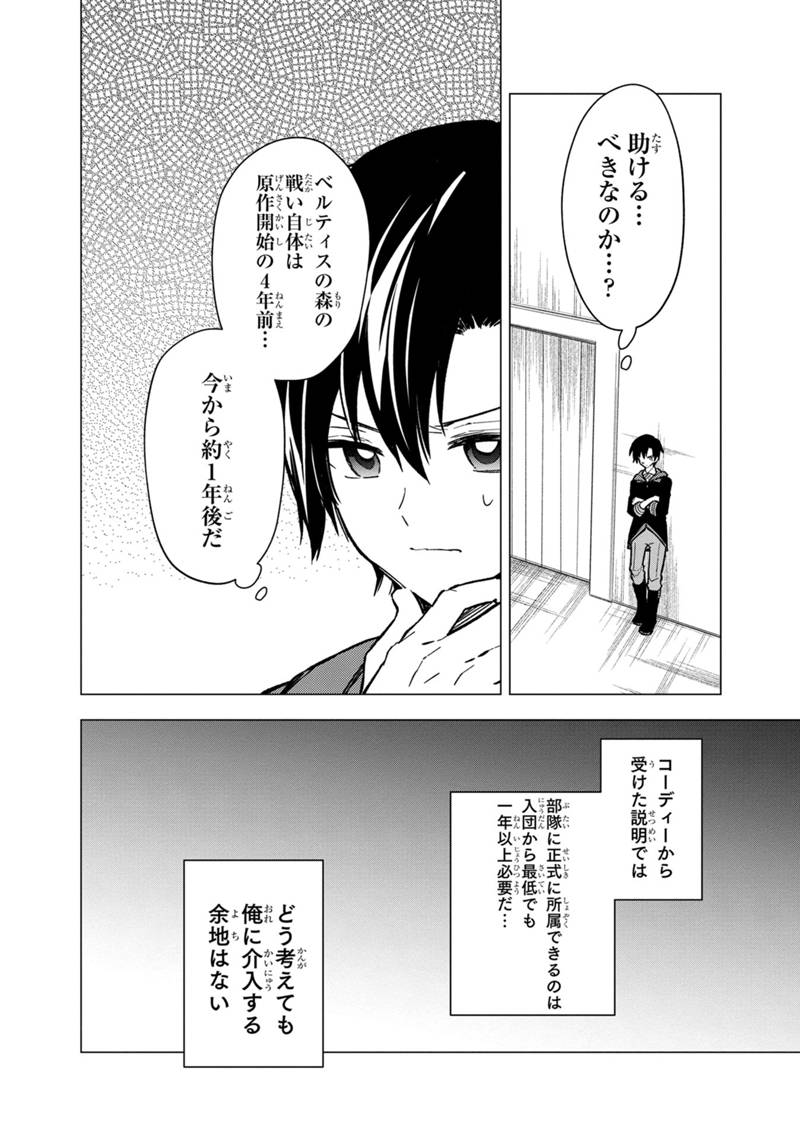 助ける…
べきなのか…?
ベルティスの森の
戦い自体は
原作開始の4年前…
今から約1年後だ
コーディーから
受けた説明では
部隊に正式に所属できるのは
入団から最低でも
一年以上必要だ…
どう考えても
俺に介入する
余地はない